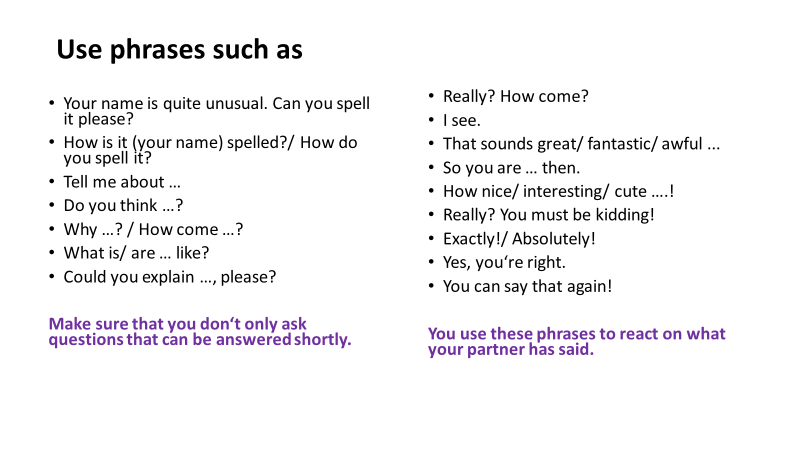 Use phrases such as
• Your name is quite unusual. Can you spell
it please?
• How is it (your name) spelled?/ How do
you spell it?
• Tell me about …
• Do you think …?
• Why …? / How come …?
• What is/ are … like?
• Could you explain …, please?
Make sure that you don‘t only ask
questions that can be answered shortly.
• Really? How come?
• I see.
• That sounds great/ fantastic/ awful ...
• So you are … then.
• How nice/ interesting/ cute ….!
• Really? You must be kidding!
• Exactly!/ Absolutely!
• Yes, you‘re right.
• You can say that again!
You use these phrases to react on what
your partner has said.